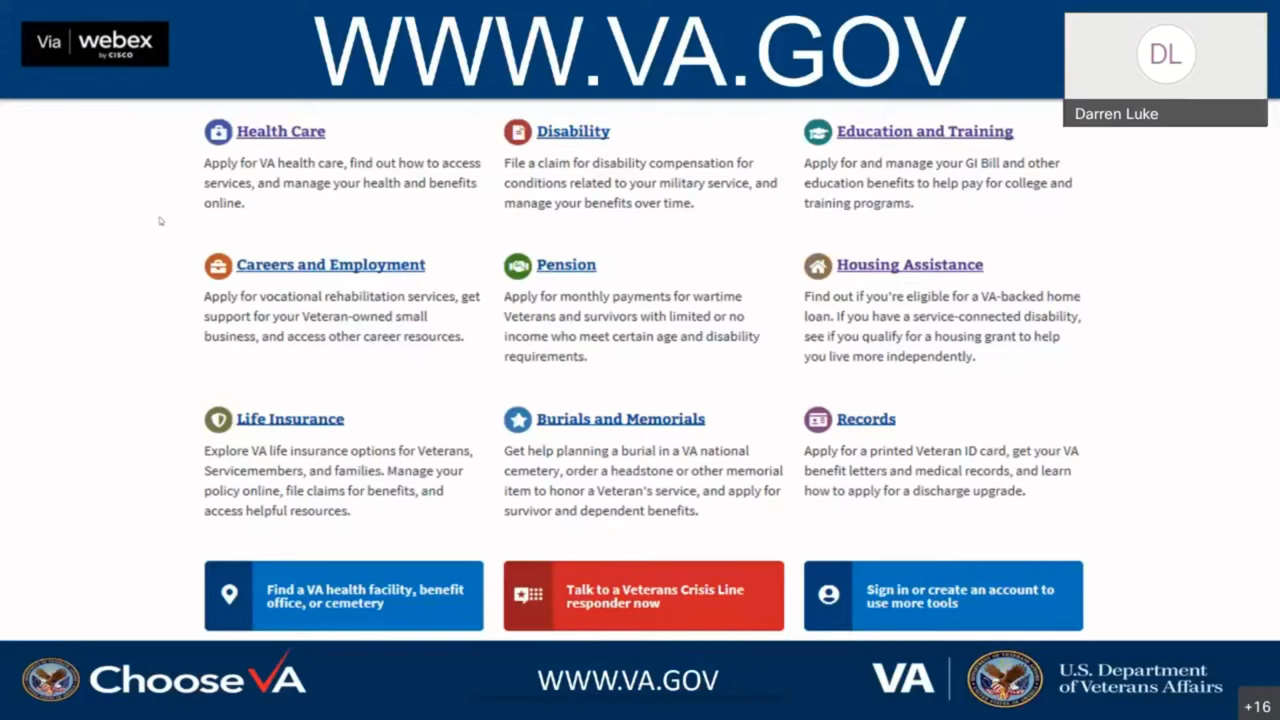 Via webex
by CISCO
WWW.VA.GOV
DL
Darren Luke
Health Care
Apply for VA health care, find out how to access
services, and manage your health and benefits
online.
Disability
File a claim for disability compensation for
conditions related to your military service, and
manage your benefits over time.
Education and Training
Apply for and manage your GI Bill and other
education benefits to help pay for college and
training programs.
Careers and Employment
Apply for vocational rehabilitation services, get
support for your Veteran-owned small
business, and access other career resources.
Pension
Apply for monthly payments for wartime
Veterans and survivors with limited or no
income who meet certain age and disability
requirements.
Housing Assistance
Find out if you're eligible for a VA-backed home
loan. If you have a service-connected disability,
see if you qualify for a housing grant to help
you live more independently.
Life Insurance
Explore VA life insurance options for Veterans,
Servicemembers, and families. Manage your
policy online, file claims for benefits, and
access helpful resources.
Burials and Memorials
Get help planning a burial in a VA national
cemetery, order a headstone or other memorial
item to honor a Veteran's service, and apply for
survivor and dependent benefits.
Records
Apply for a printed Veteran ID card, get your VA
benefit letters and medical records, and learn
how to apply for a discharge upgrade.
Find a VA health facility, benefit
office, or cemetery
Talk to a Veterans Crisis Line
responder now
Sign in or create an account to
use more tools
Choose VA
WWW.VA.GOV
VA
U.S. Department
of Veterans Affairs
+16